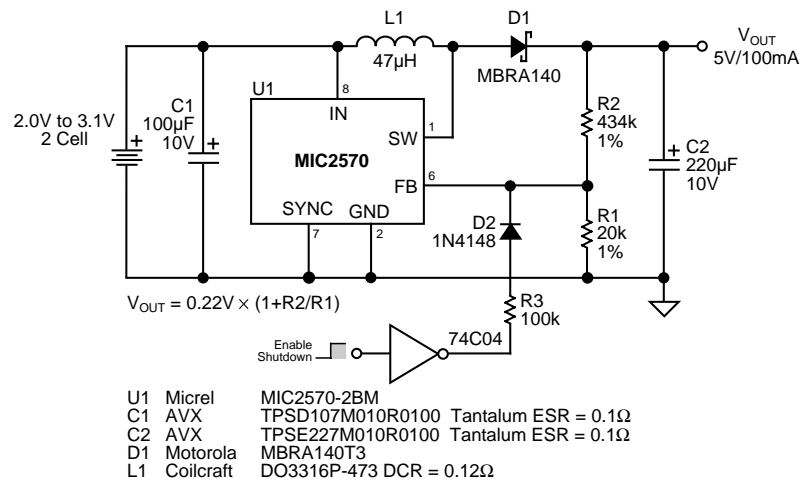 L1
47µH
D1
MBRA140
VOUT
5V/100mA
U1
8
IN
C1
100µF
10V
2.0V to 3.1V
2 Cell
+
+
MIC2570
SW
1
FB
6
SYNC
7
GND
2
R2
434k
1%
+
C2
220µF
10V
D2
1N4148
R1
20k
1%
VOUT = 0.22V × (1+R2/R1)
R3
100k
Enable
Shutdown
74C04
U1 Micrel MIC2570-2BM
C1 AVX TPSD107M010R0100 Tantalum ESR = 0.1Ω
C2 AVX TPSE227M010R0100 Tantalum ESR = 0.1Ω
D1 Motorola MBRA140T3
L1 Coilcraft DO3316P-473 DCR = 0.12Ω